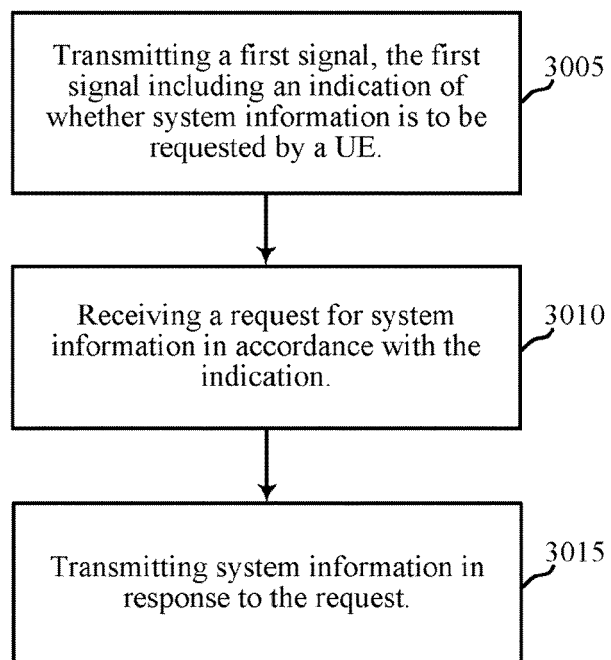 Transmitting a first signal, the first
signal including an indication of
whether system information is to be
requested by a UE.
3005
Receiving a request for system
information in accordance with the
indication.
3010
Transmitting system information in
response to the request.
3015